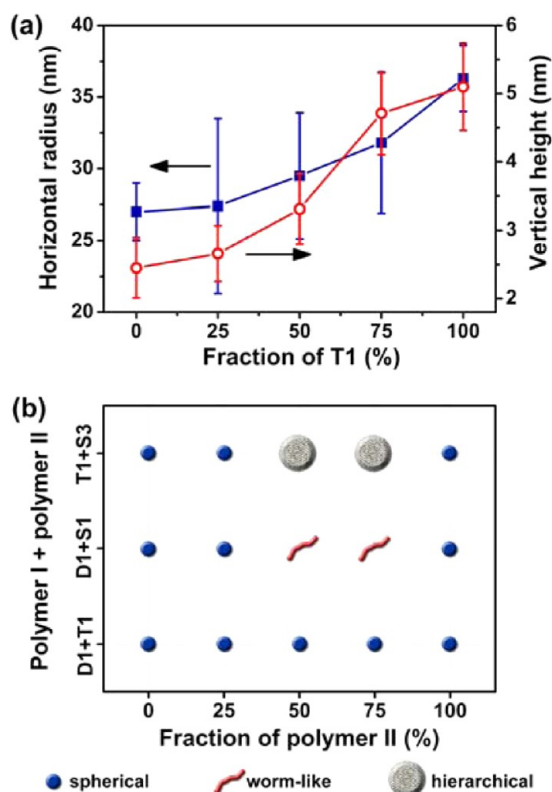 (a)
40
35
30
25
20
Horizontal radius (nm)
6
5
4
3
2
Vertical height (nm)
0 25 50 75 100
Fraction of T1 (%)
(b)
Polymer I + polymer II
T1+S3
D1+S1
D1+T1
0 25 50 75 100
Fraction of polymer II (%)
spherical worm-like hierarchical